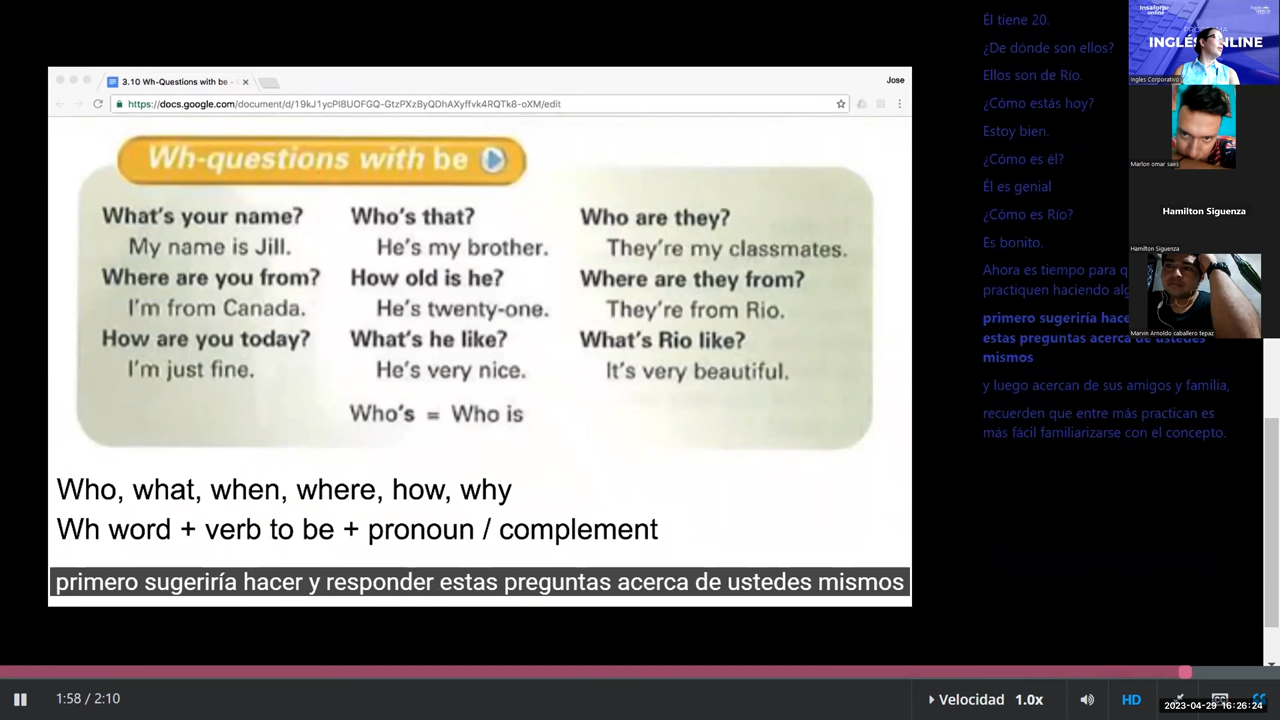 3.10 Wh-Questions with be -
Jose
https://docs.google.com/document/d/19kJ1ycPI8UOFGQ-GtzPXzByQDhAXyffvk4RQTk8-oXM/edit
Wh-questions with be
What's your name?
My name is Jill.
Where are you from?
I'm from Canada.
How are you today?
I'm just fine.
Who's that?
He's my brother.
How old is he?
He's twenty-one.
What's he like?
He's very nice.
Who's = Who is
Who are they?
They're my classmates.
Where are they from?
They're from Rio.
What's Rio like?
It's very beautiful.
Who, what, when, where, how, why
Wh word + verb to be + pronoun / complement
primero sugeriría hacer y responder estas preguntas acerca de ustedes mismos
Él tiene 20.
¿De dónde son ellos?
Ellos son de Río.
¿Cómo estás hoy?
Estoy bien.
¿Cómo es él?
Él es genial
¿Cómo es Río?
Es bonito.
Ahora es tiempo para q
practiquen haciendo alg
primero sugeriría hace
estas preguntas acerca de ustedes
mismos
y luego acercan de sus amigos y familia,
recuerden que entre más practican es
más fácil familiarizarse con el concepto.
Insaforp
online
INGLÉS ONLINE
Ingles Corporativo
Marlon omar saes
Hamilton Siguenza
Hamilton Siguenza
Marvin Arnoldo caballero tepaz
1:58 / 2:10
Velocidad 1.0x
HD
2023-04-29 16:26:24